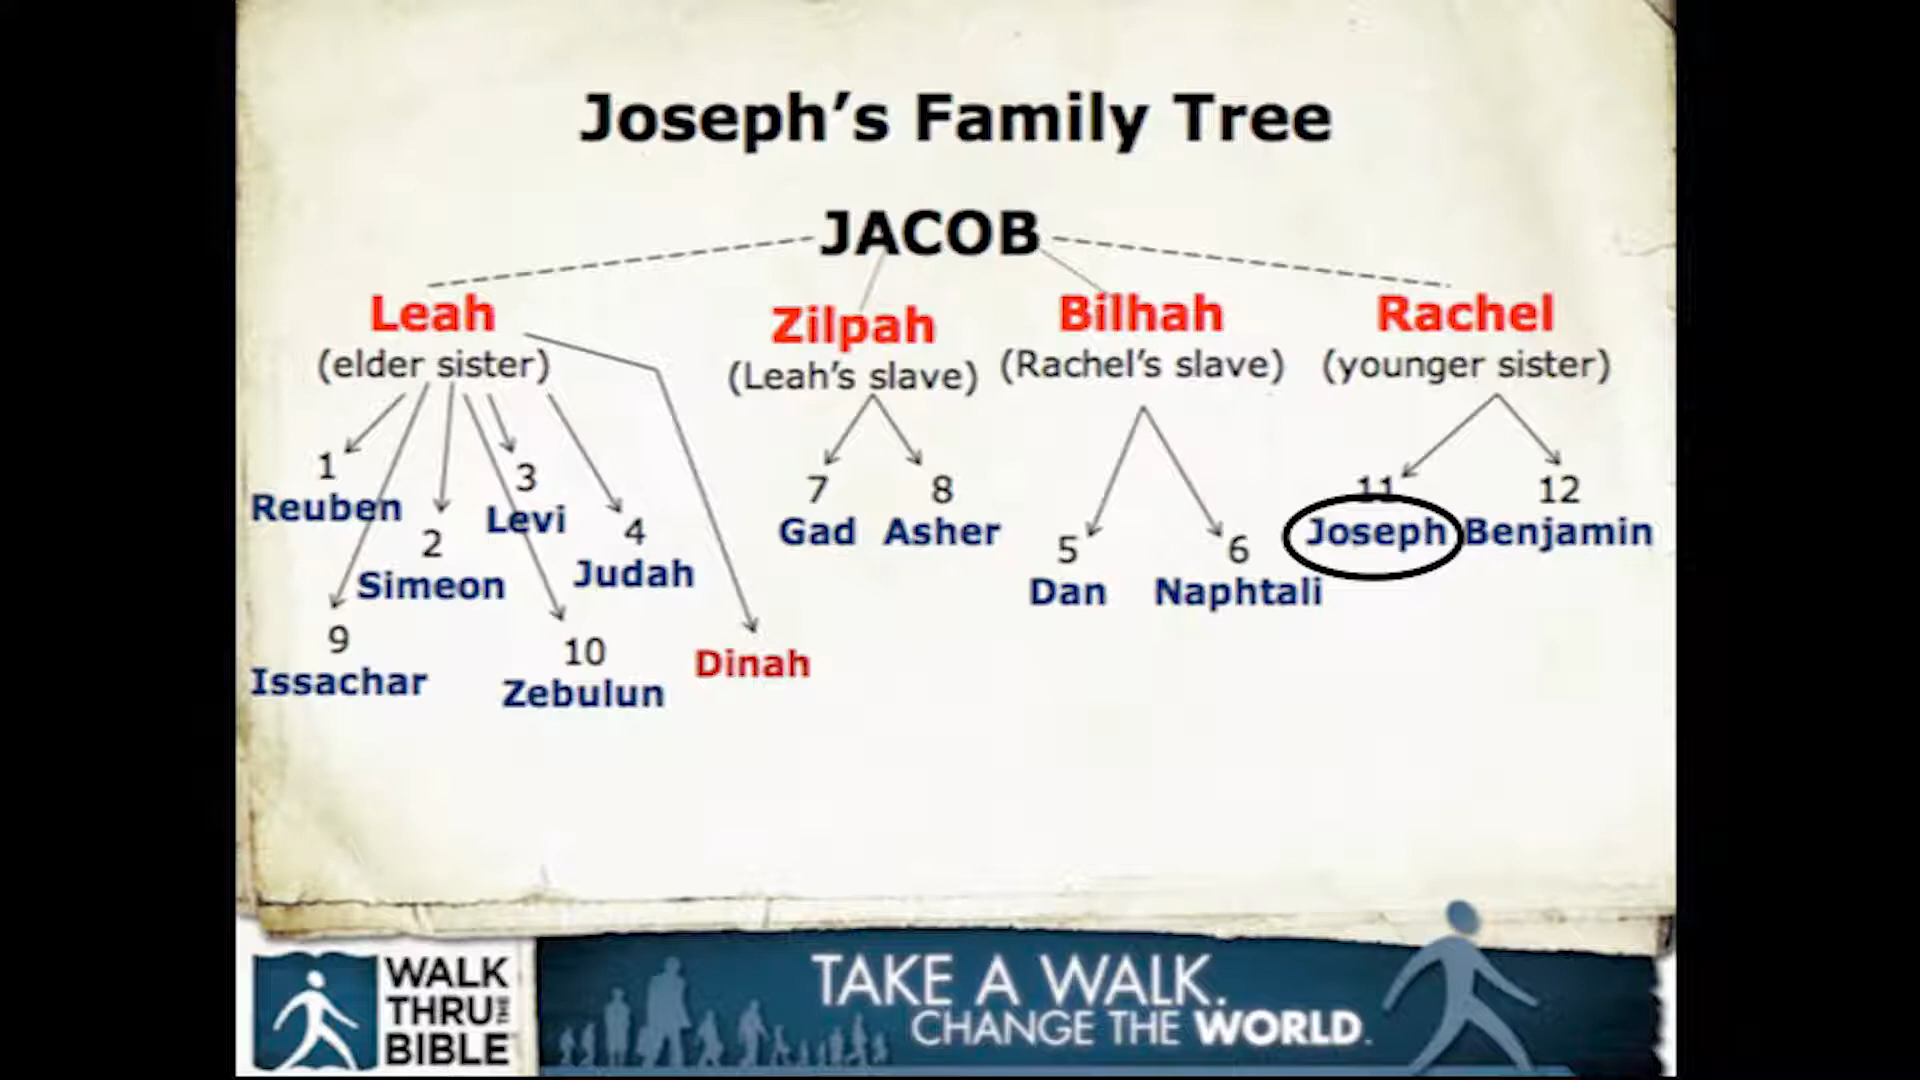 Joseph's Family Tree
JACOB
Leah
(elder sister)
Zilpah
(Leah's slave)
Bilhah
(Rachel's slave)
Rachel
(younger sister)
1
Reuben
2
Simeon
3
Levi
4
Judah
9
Issachar
10
Zebulun
Dinah
7
Gad
8
Asher
5
Dan
6
Naphtali
11
Joseph
12
Benjamin
WALK
THRU THE
BIBLE
TAKE A WALK.
CHANGE THE WORLD.